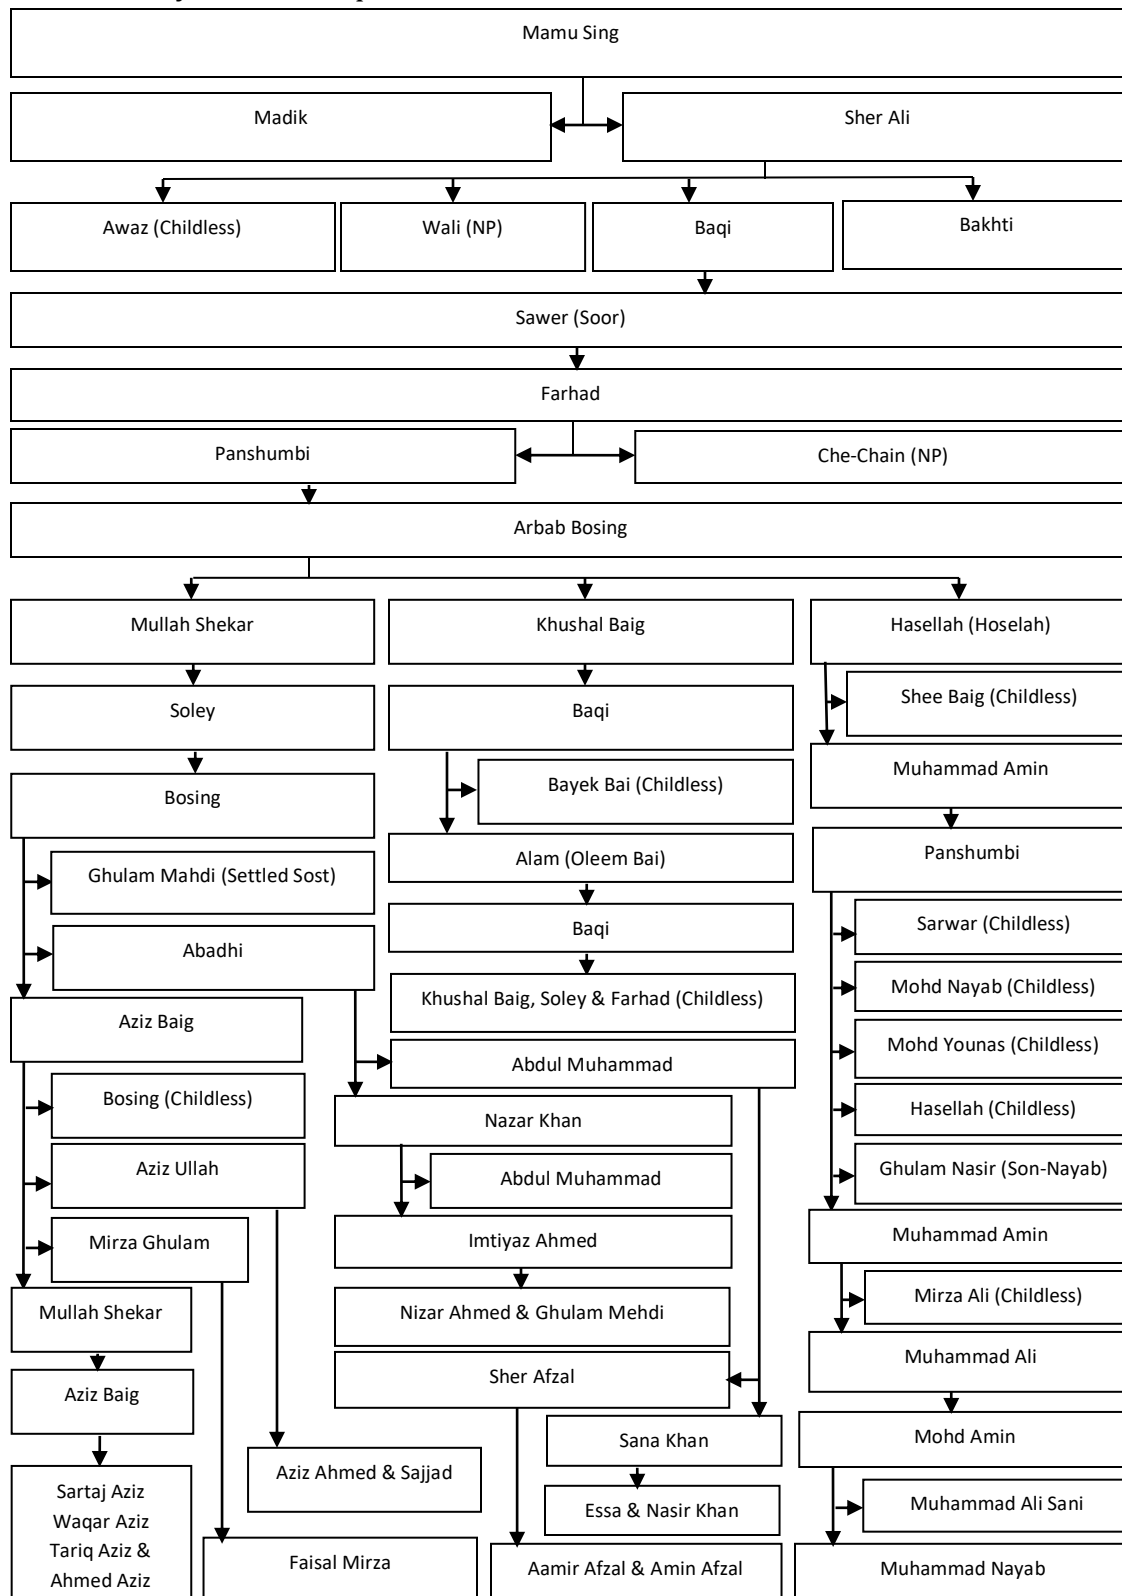 Mamu Sing
Madik
Sher Ali
Awaz (Childless)
Wali (NP)
Baqi
Bakhti
Sawer (Soor)
Farhad
Panshumbi
Che-Chain (NP)
Arbab Bosing
Mullah Shekar
Khushal Baig
Hasellah (Hoselah)
Shee Baig (Childless)
Soley
Baqi
Muhammad Amin
Bayek Bai (Childless)
Bosing
Alam (Oleem Bai)
Panshumbi
Ghulam Mahdi (Settled Sost)
Baqi
Sarwar (Childless)
Abadhi
Khushal Baig, Soley & Farhad (Childless)
Mohd Nayab (Childless)
Aziz Baig
Abdul Muhammad
Mohd Younas (Childless)
Bosing (Childless)
Nazar Khan
Hasellah (Childless)
Aziz Ullah
Abdul Muhammad
Ghulam Nasir (Son-Nayab)
Mirza Ghulam
Imtiyaz Ahmed
Muhammad Amin
Mullah Shekar
Nizar Ahmed & Ghulam Mehdi
Mirza Ali (Childless)
Aziz Baig
Sher Afzal
Muhammad Ali
Sana Khan
Mohd Amin
Aziz Ahmed & Sajjad
Essa & Nasir Khan
Muhammad Ali Sani
Sartaj Aziz
Waqar Aziz
Tariq Aziz &
Ahmed Aziz
Faisal Mirza
Aamir Afzal & Amin Afzal
Muhammad Nayab